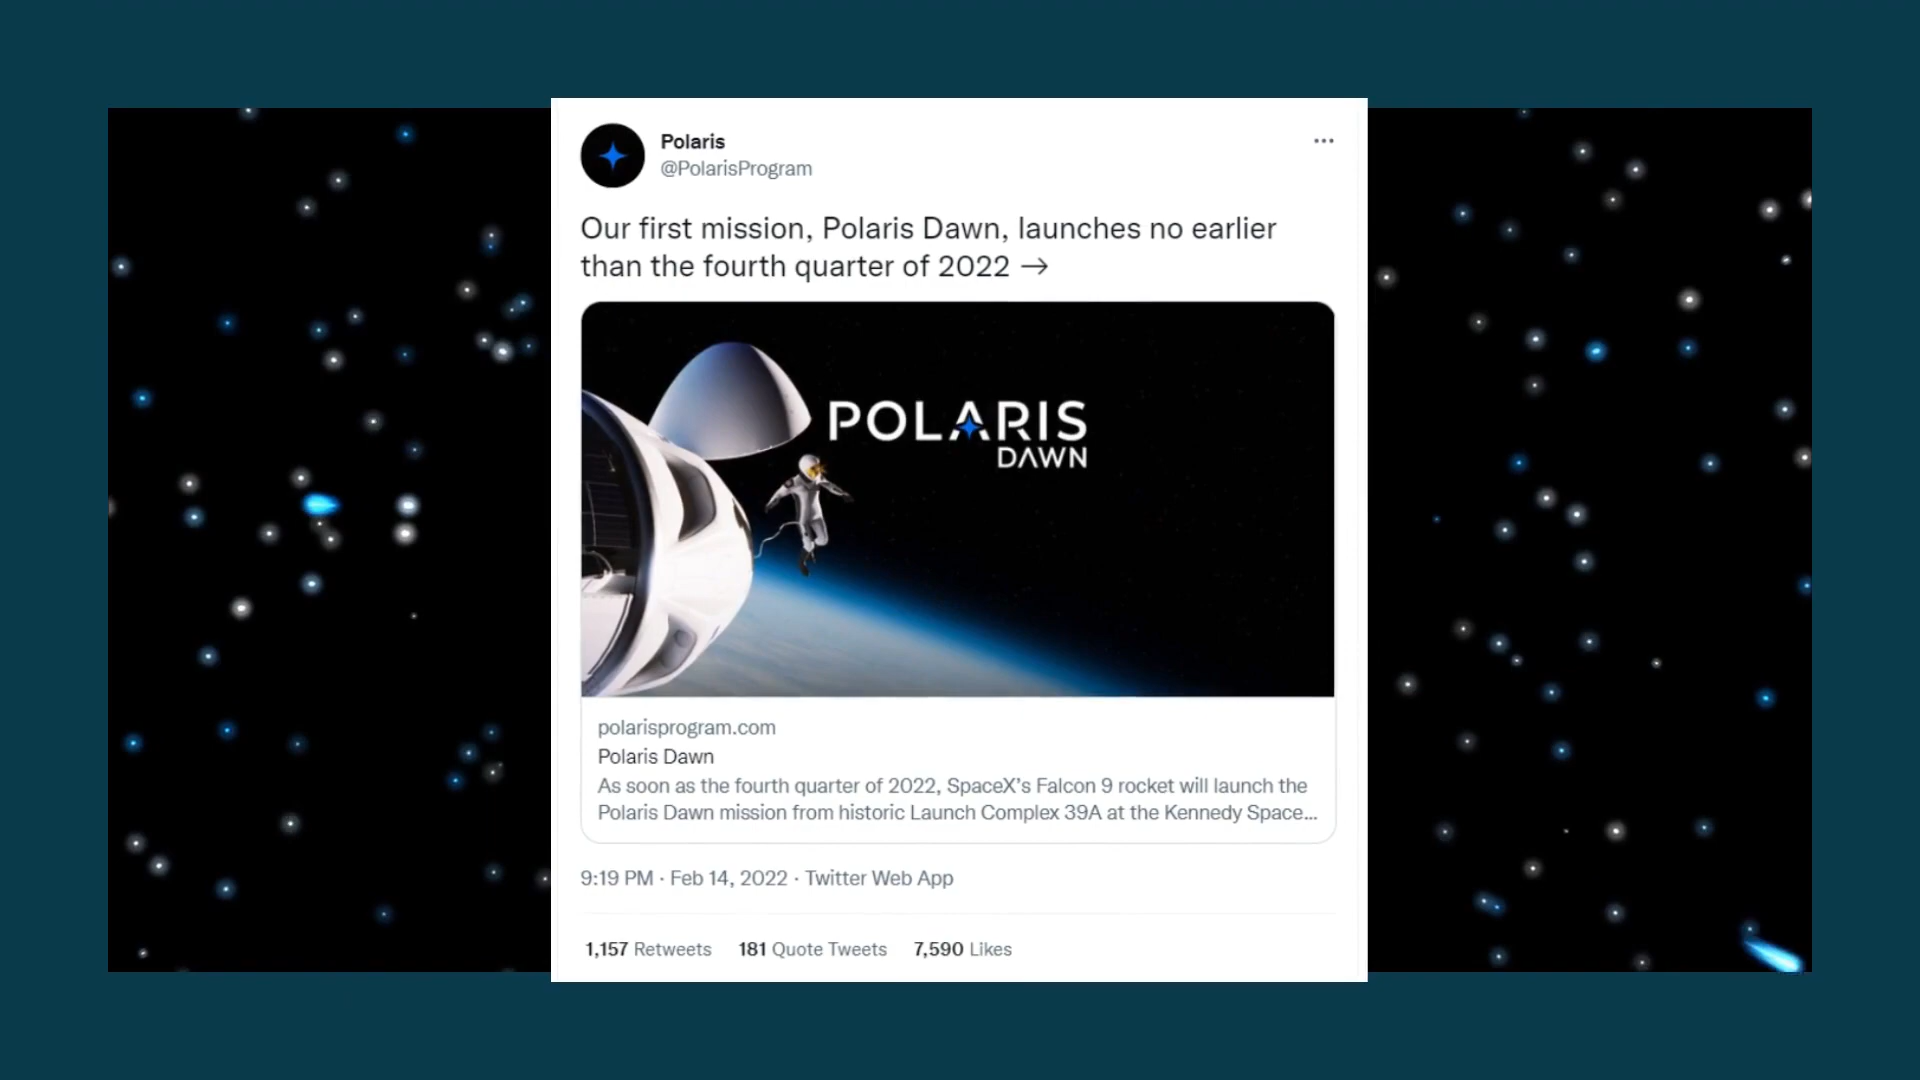 Polaris
@PolarisProgram
Our first mission, Polaris Dawn, launches no earlier
than the fourth quarter of 2022 →
POLARIS
DAWN
polarisprogram.com
Polaris Dawn
As soon as the fourth quarter of 2022, SpaceX's Falcon 9 rocket will launch the
Polaris Dawn mission from historic Launch Complex 39A at the Kennedy Space...
9:19 PM · Feb 14, 2022 · Twitter Web App
1,157 Retweets 181 Quote Tweets 7,590 Likes